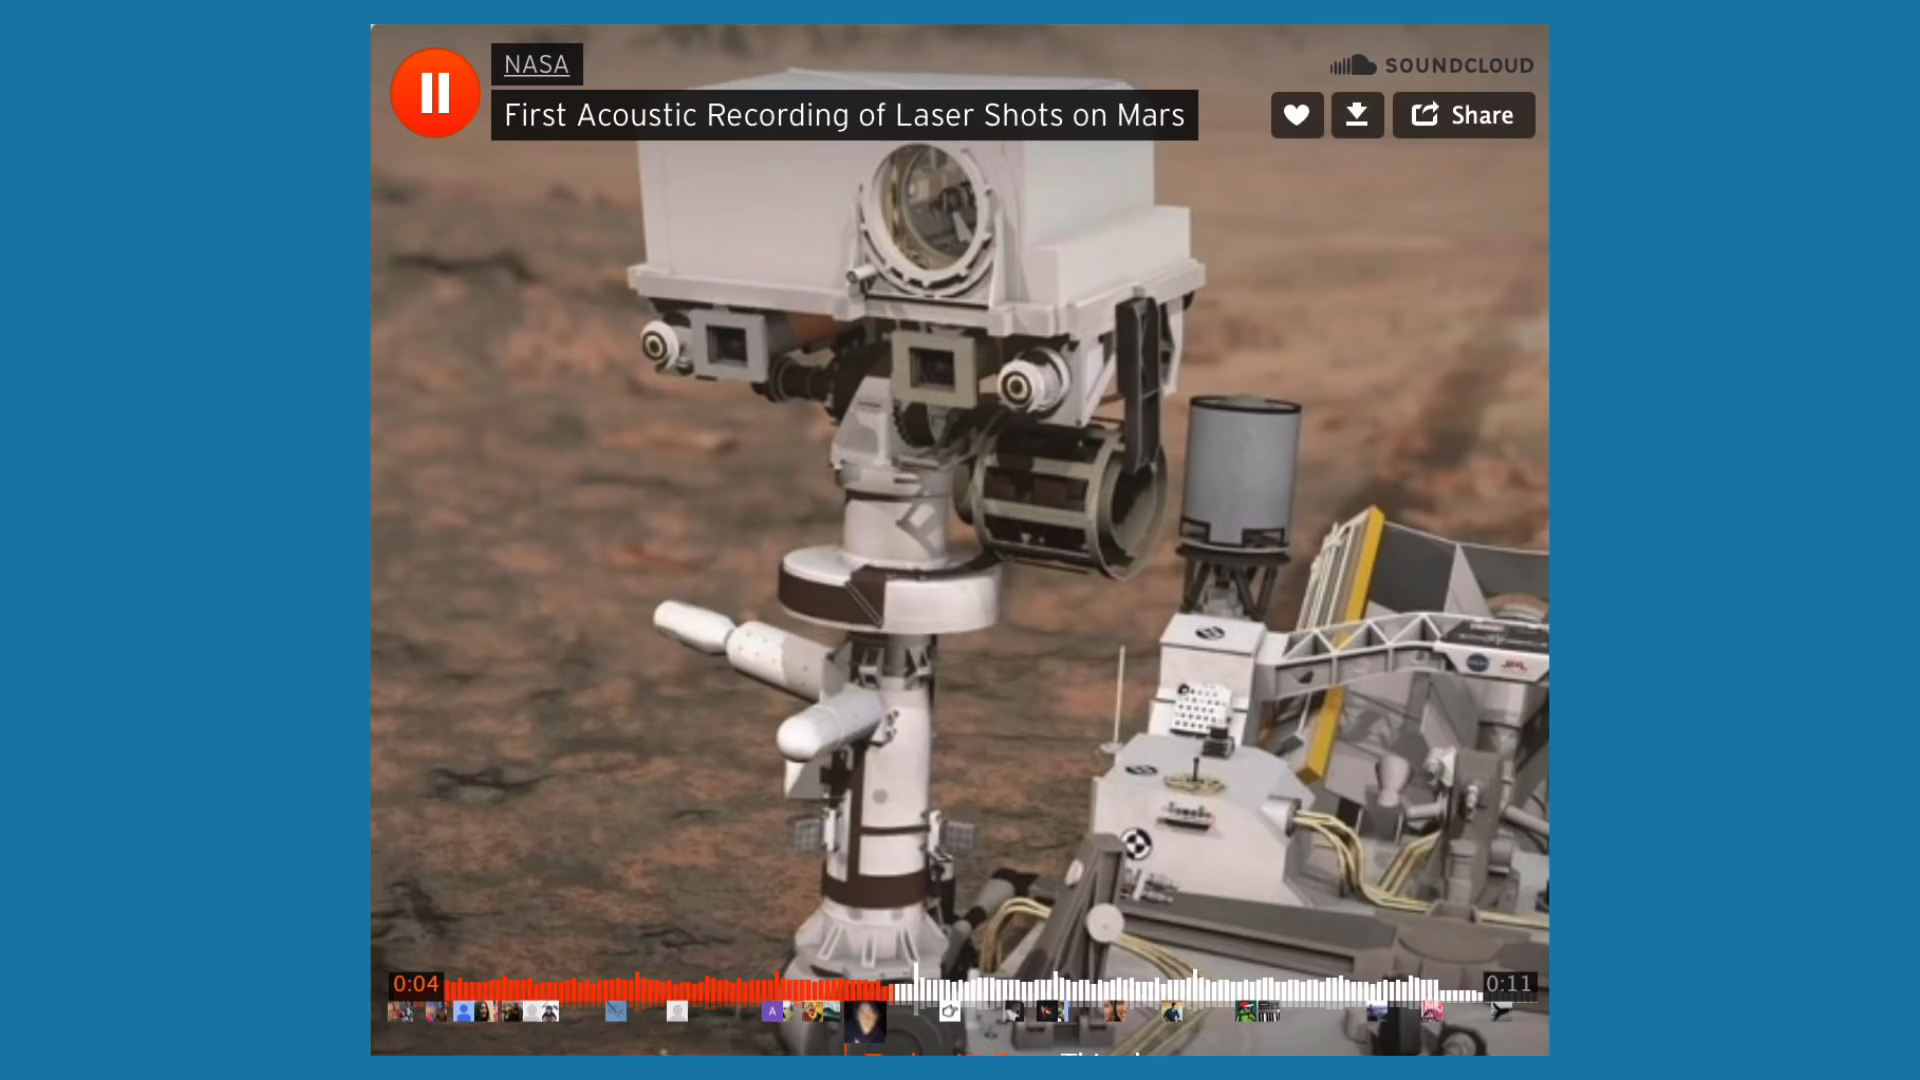 NASA
SOUNDCLOUD
First Acoustic Recording of Laser Shots on Mars
Share
0:04
0:11
A